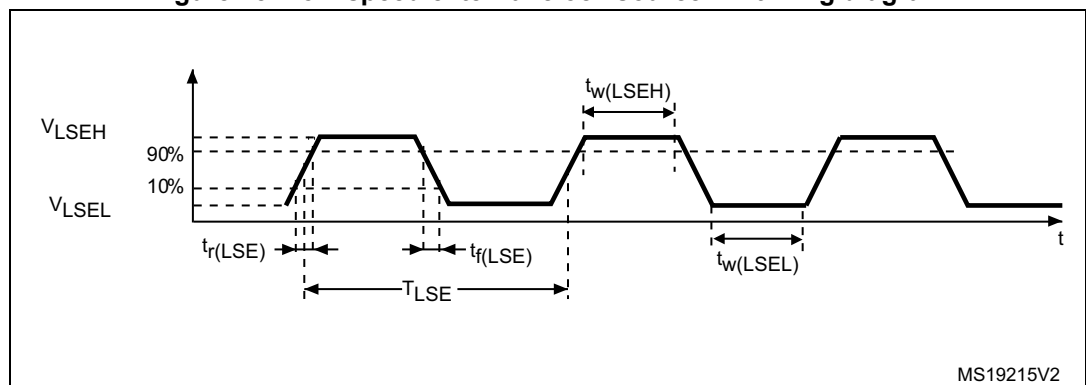 tw(LSEH)
VLSEH
90%
10%
VLSEL
tr(LSE)
tf(LSE)
tw(LSEL)
t
TLSE
MS19215V2